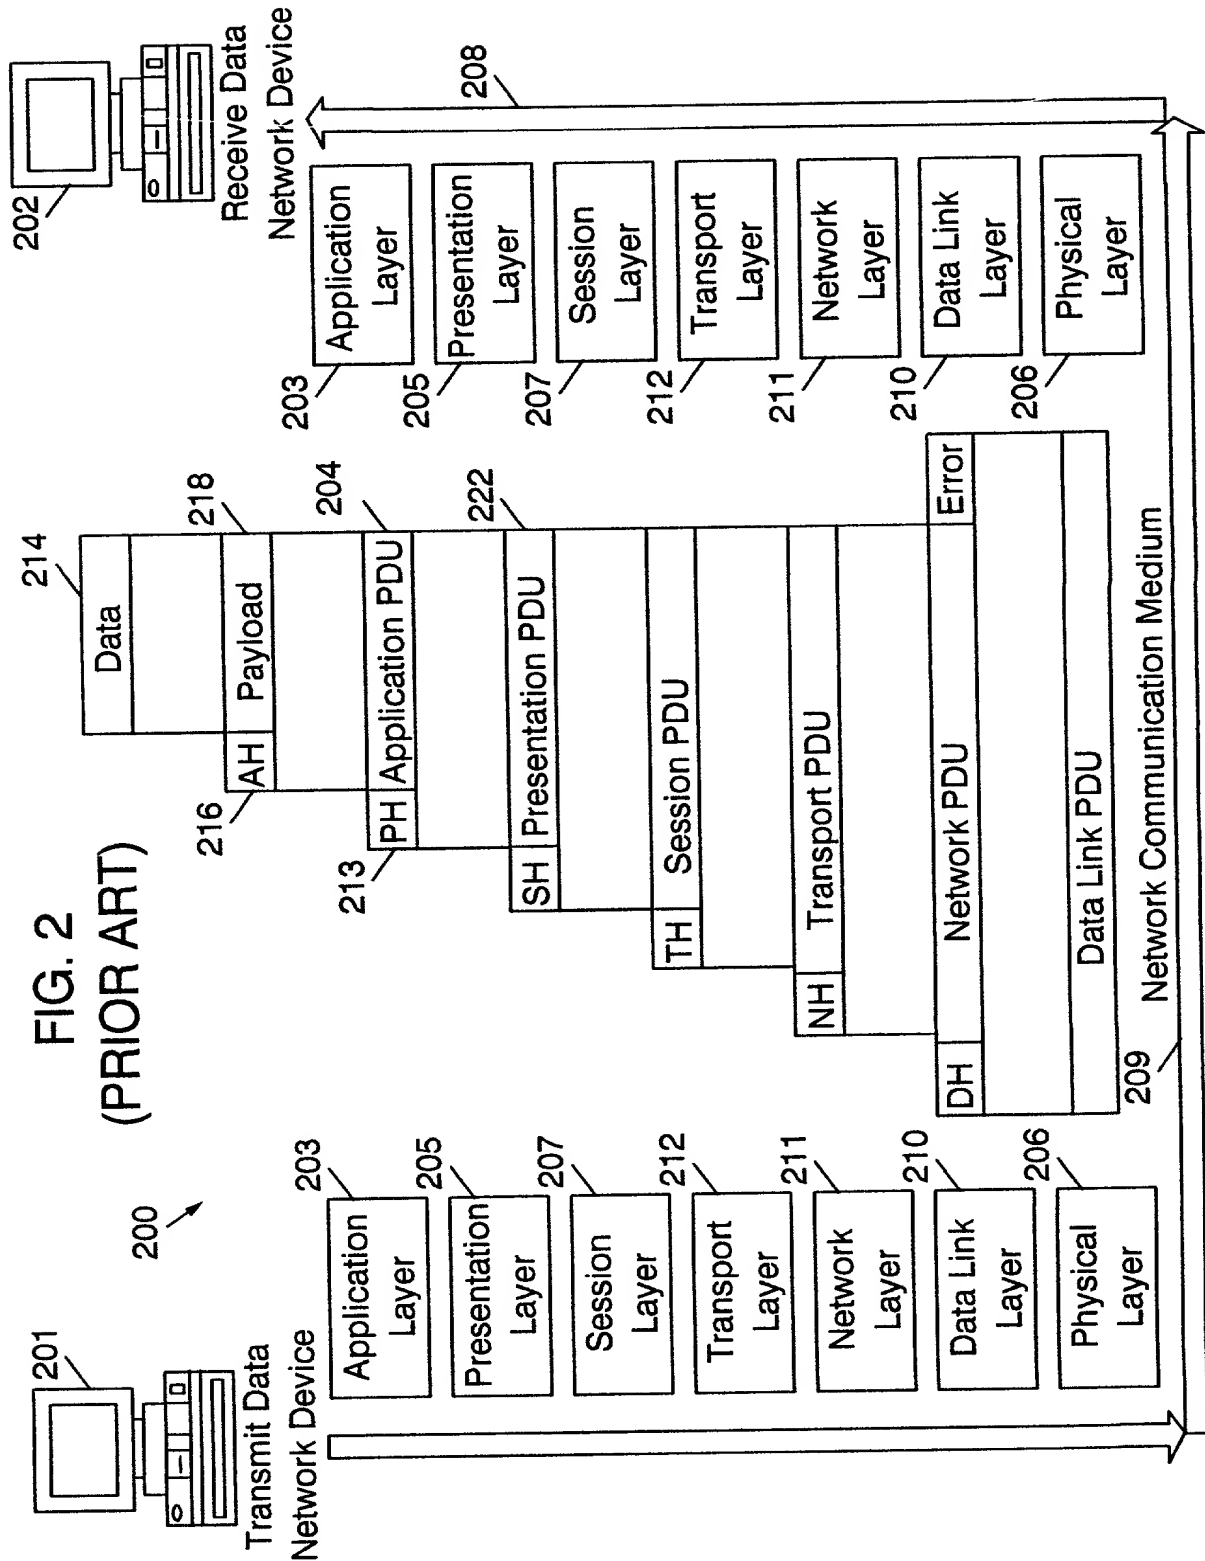 FIG. 2
(PRIOR ART)
200
201
Transmit Data
Network Device
203
Application
Layer
205
Presentation
Layer
207
Session
Layer
212
Transport
Layer
211
Network
Layer
210
Data Link
Layer
206
Physical
Layer
214
Data
216
AH
Payload
218
213
PH
Application PDU
204
SH
Presentation PDU
222
TH
Session PDU
NH
Transport PDU
DH
Network PDU
Error
Data Link PDU
209
Network Communication Medium
202
Receive Data
Network Device
208
203
Application
Layer
205
Presentation
Layer
207
Session
Layer
212
Transport
Layer
211
Network
Layer
210
Data Link
Layer
206
Physical
Layer